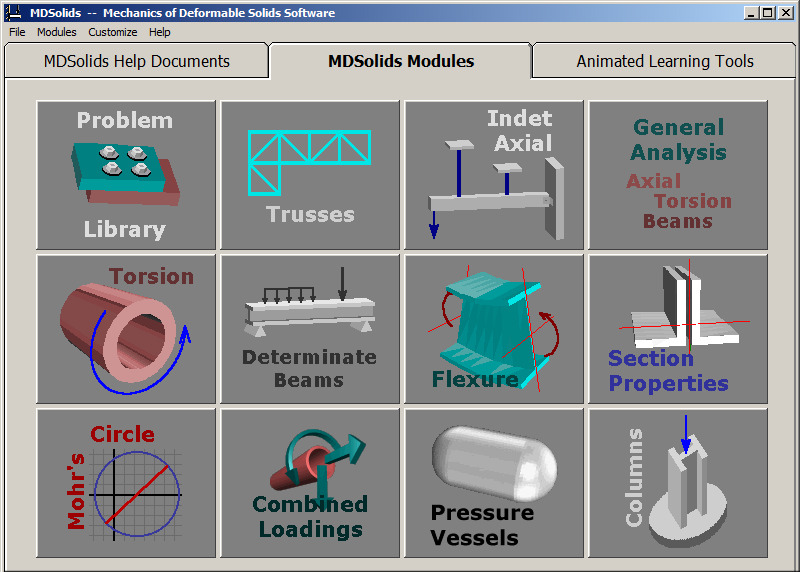 MDSolids -- Mechanics of Deformable Solids Software
File Modules Customize Help
MDSolids Help Documents
MDSolids Modules
Animated Learning Tools
Problem
Library
Trusses
Indet
Axial
General
Analysis
Axial
Torsion
Beams
Torsion
Determinate
Beams
Flexure
Section
Properties
Mohr's
Circle
Combined
Loadings
Pressure
Vessels
Columns